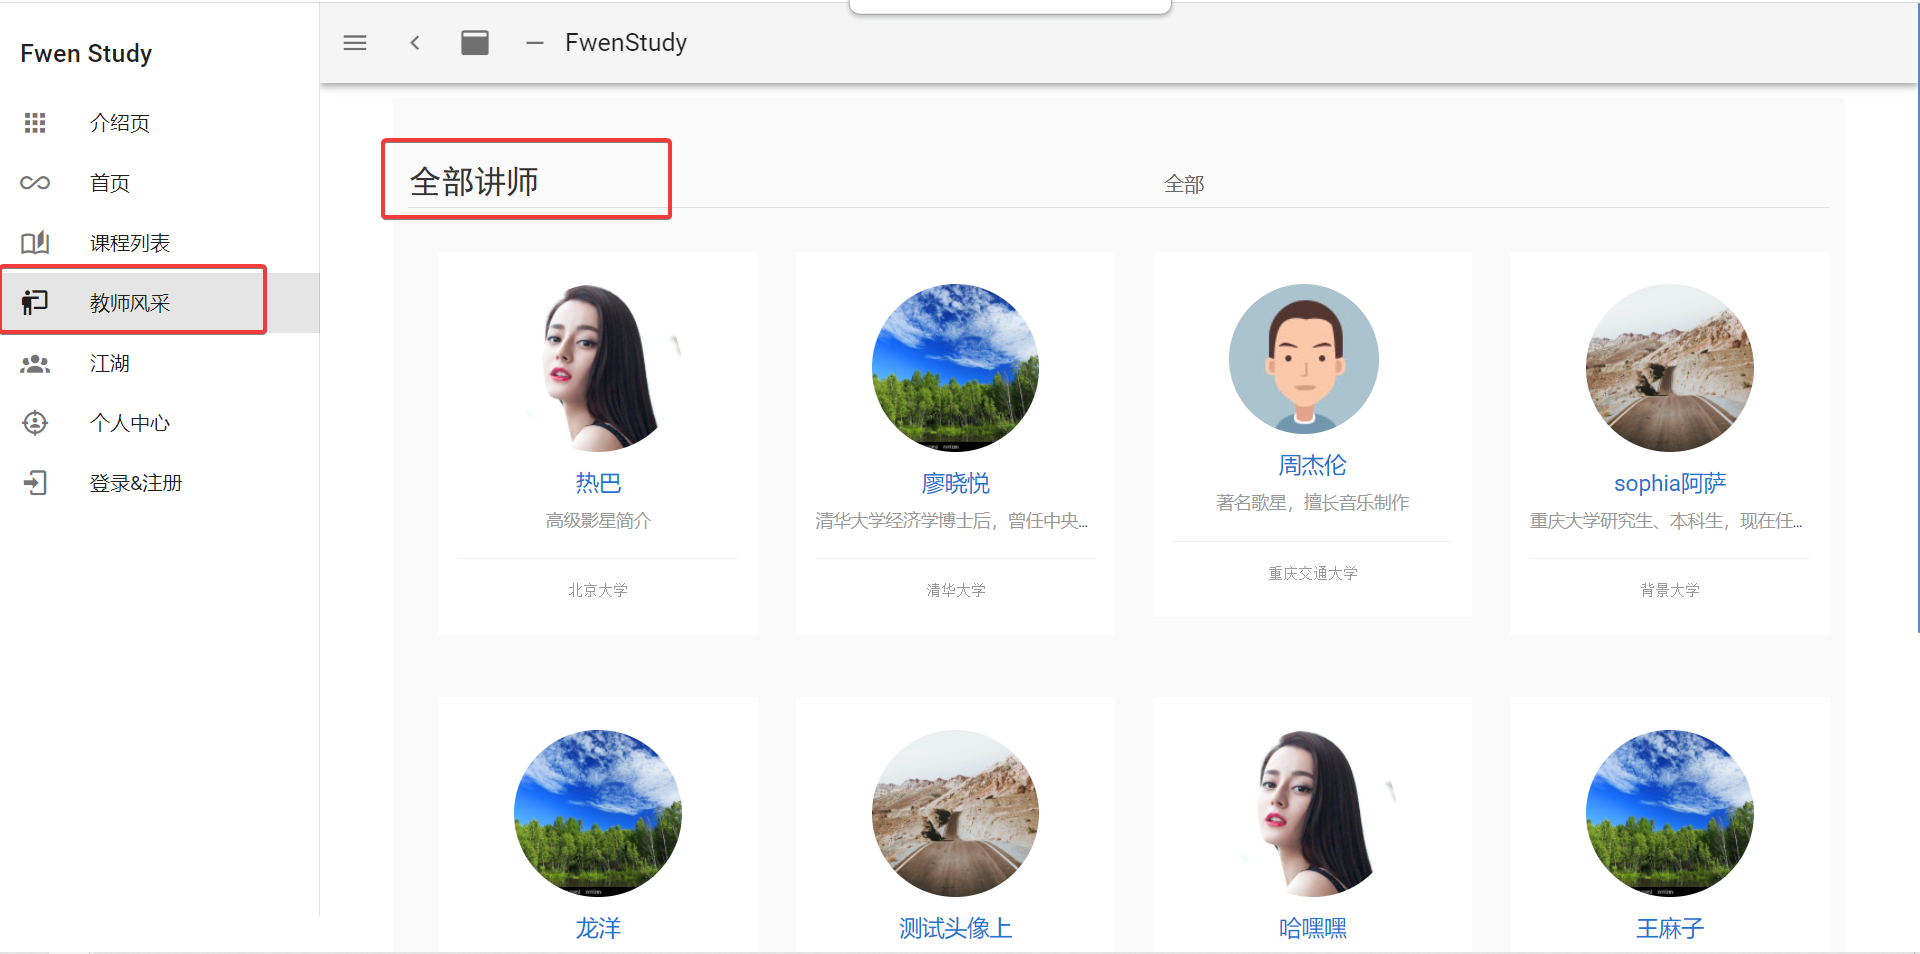 Fwen Study
介绍页
首页
课程列表
教师风采
江湖
个人中心
登录&注册
FwenStudy
全部讲师
全部
热巴
高级影星简介
北京大学
廖晓悦
清华大学经济学博士后，曾任中央...
清华大学
周杰伦
著名歌星，擅长音乐制作
重庆交通大学
sophia阿萨
重庆大学研究生、本科生，现在任...
背景大学
龙洋
测试头像上
哈嘿嘿
王麻子